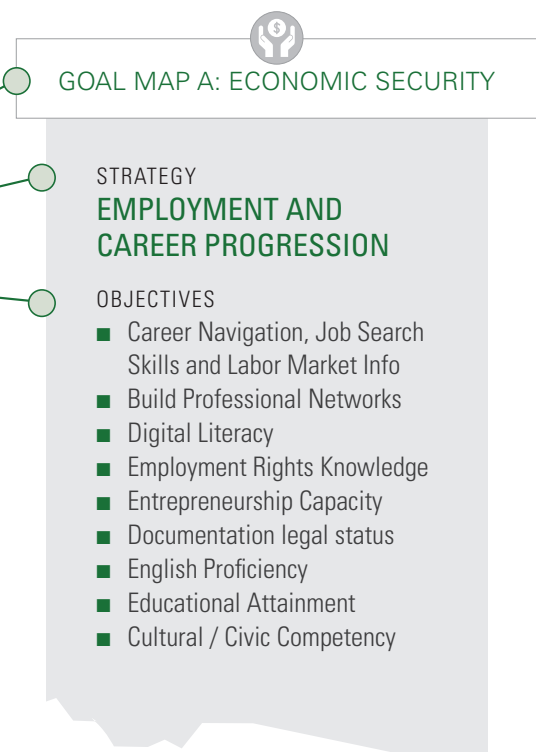 $
GOAL MAP A: ECONOMIC SECURITY
STRATEGY
EMPLOYMENT AND
CAREER PROGRESSION
OBJECTIVES
■ Career Navigation, Job Search
Skills and Labor Market Info
■ Build Professional Networks
■ Digital Literacy
■ Employment Rights Knowledge
■ Entrepreneurship Capacity
■ Documentation legal status
■ English Proficiency
■ Educational Attainment
■ Cultural / Civic Competency